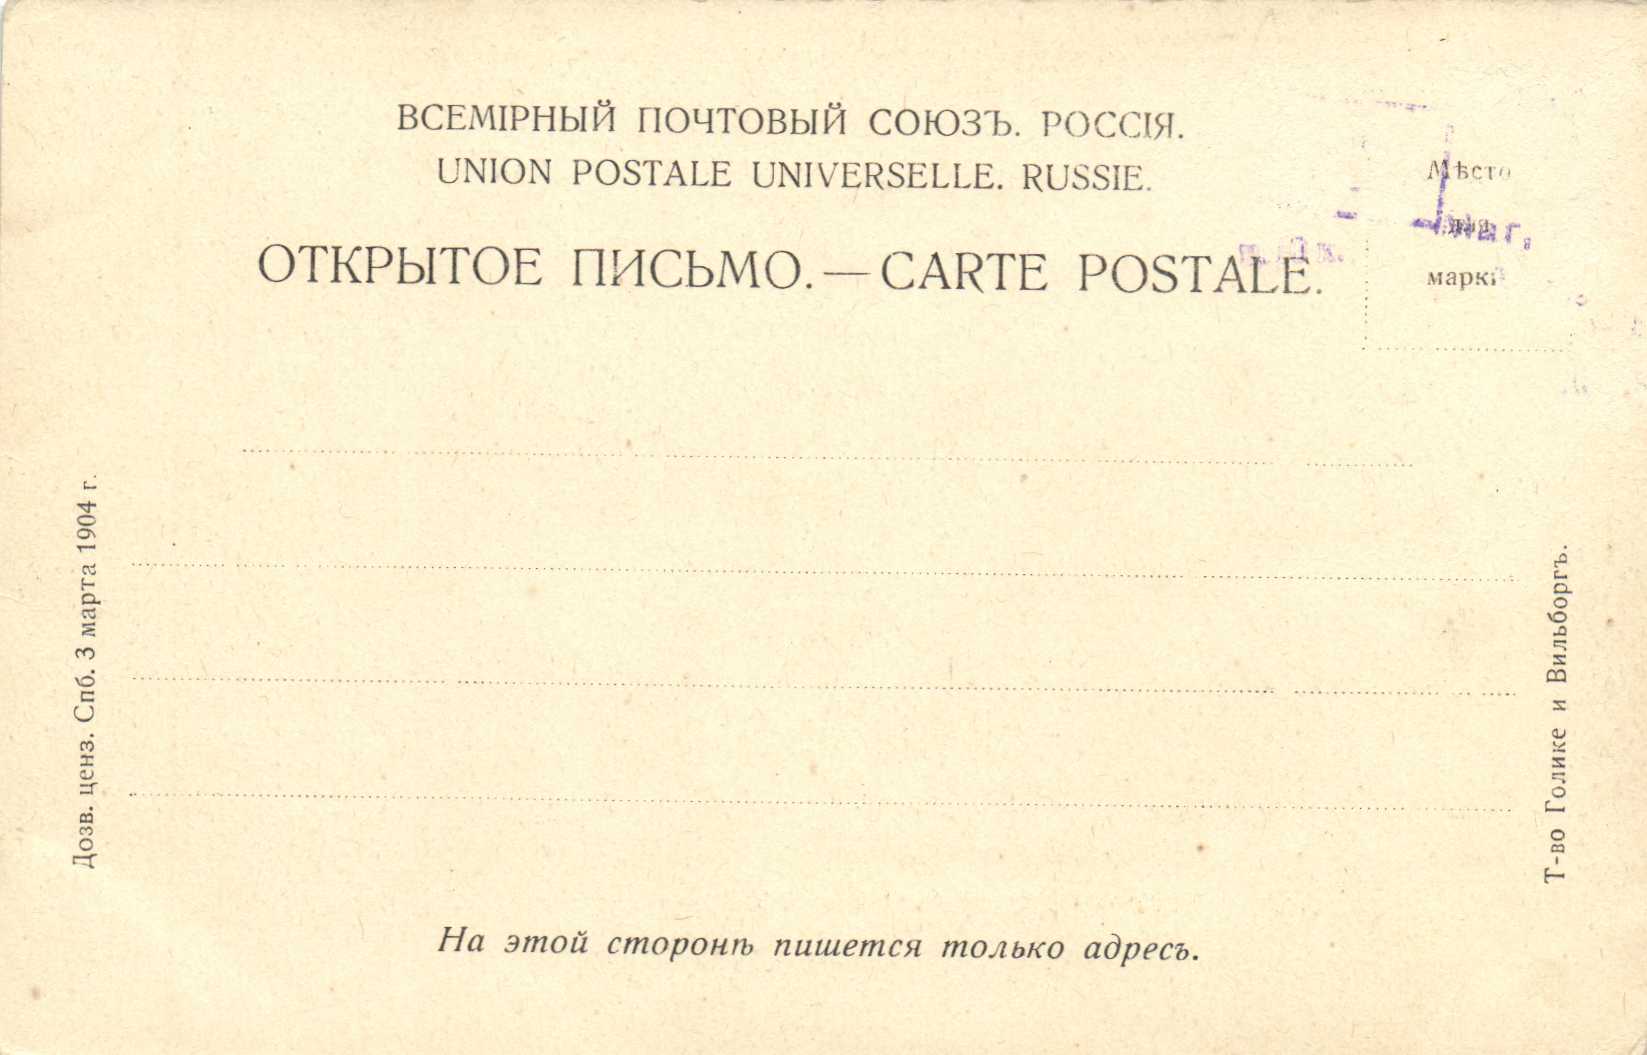 ВСЕМІРНЫЙ ПОЧТОВЫЙ СОЮЗЪ. РОССІЯ.
UNION POSTALE UNIVERSELLE. RUSSIE.
ОТКРЫТОЕ ПИСЬМО.—CARTE POSTALE.
Мѣсто
для
марки
Дозв. ценз. Спб. 3 марта 1904 г.
Т-во Голике и Вильборгъ.
На этой сторонѣ пишется только адресъ.